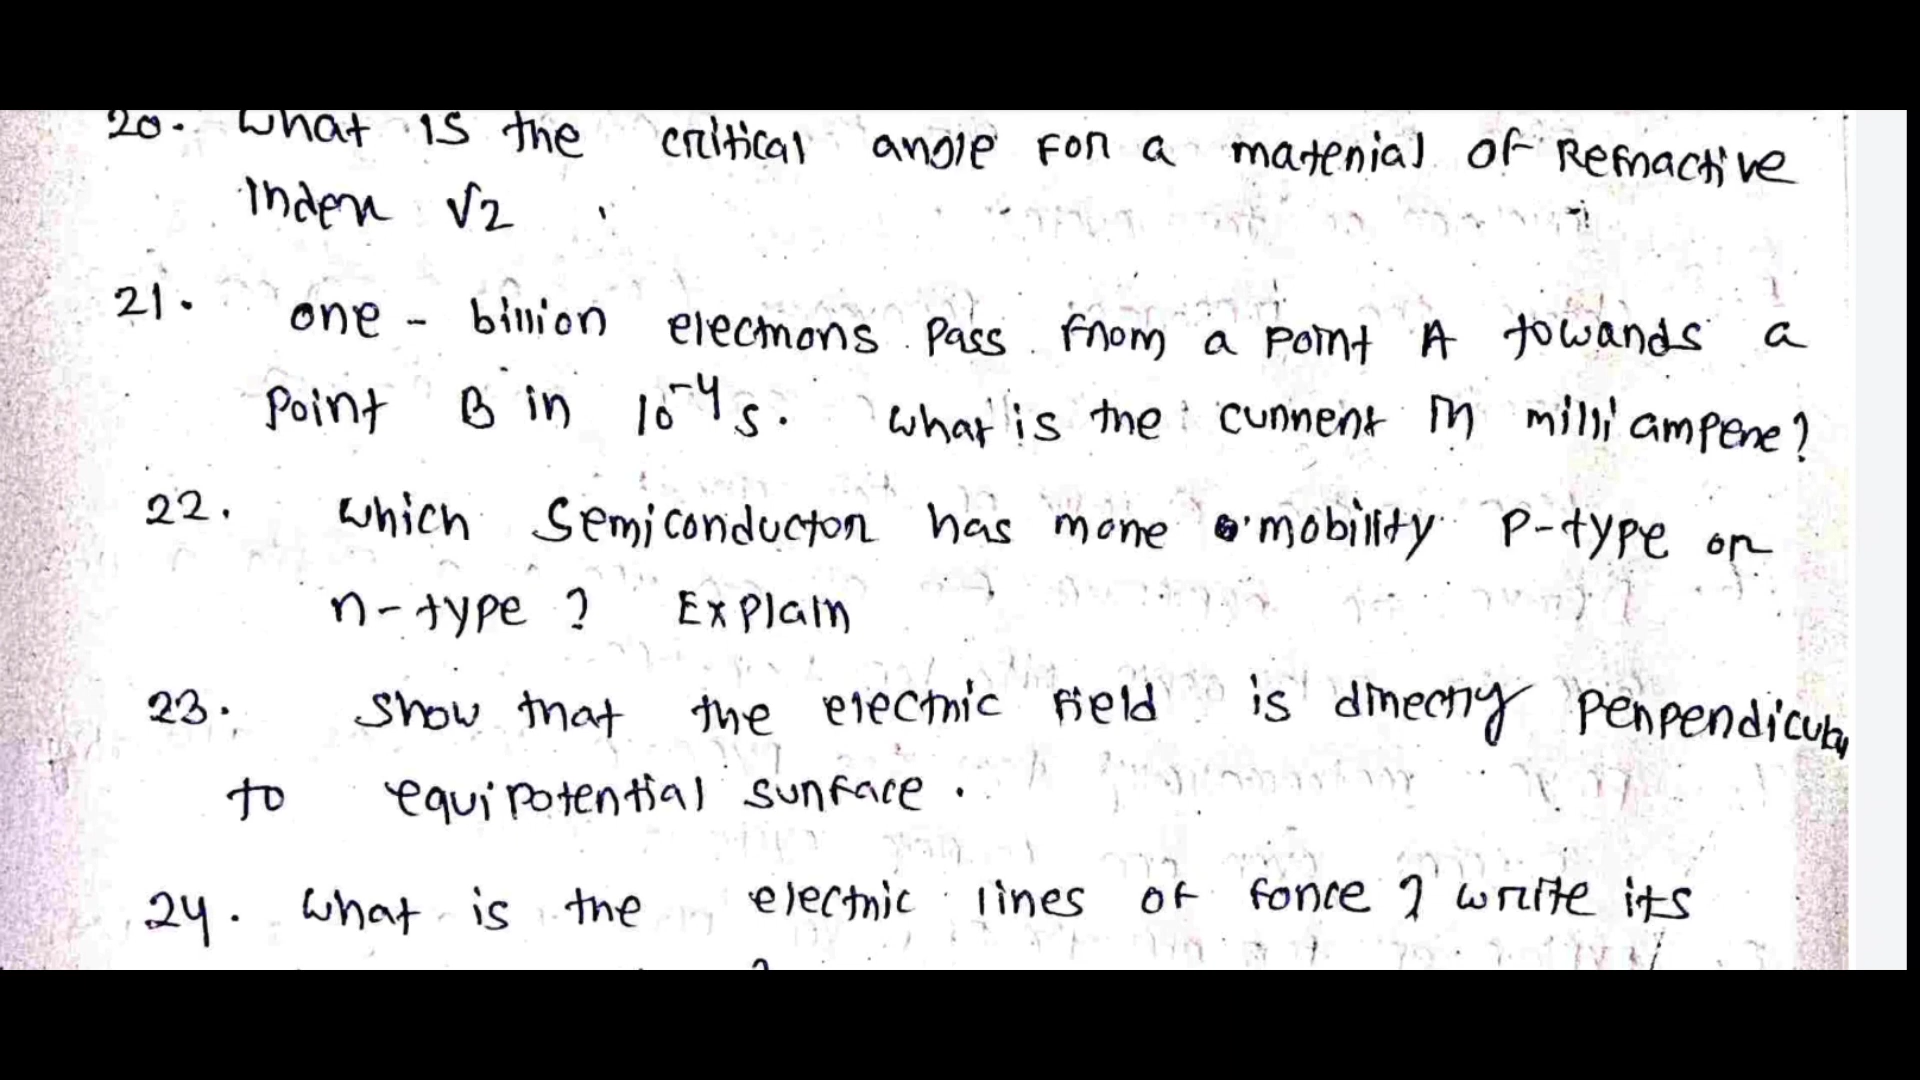 20. What is the critical angle for a material of Refractive
Index √2
21. one - billion electrons pass from a point A towards a
point B in 10⁻⁴s. what is the current in milli ampere?
22. which semiconductor has more mobility P-type or
n-type ? Explain
23. show that the electric field is directly perpendicular
to equipotential surface.
24. what is the electric lines of force ? write its